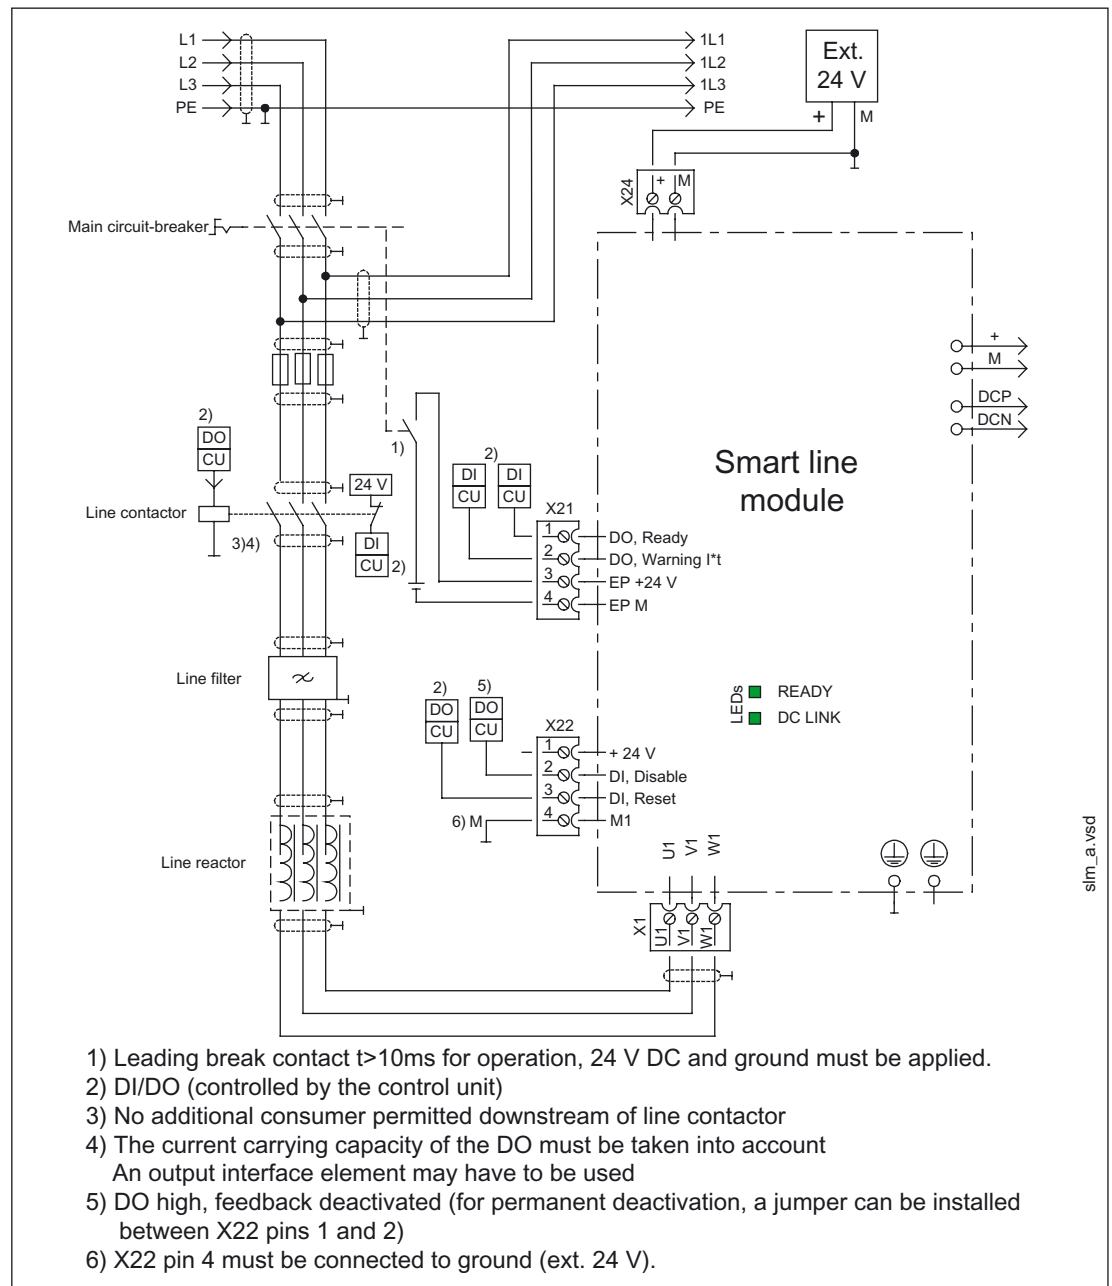 L1
L2
L3
PE
1L1
1L2
1L3
PE
Ext.
24 V
+
M
X24
+ M
Main circuit-breaker
+
M
DCP
DCN
Smart line
module
2)
DO
CU
1)
24 V
Line contactor
3)4)
DI
CU 2)
2)
DI
CU
DI
CU
X21
1 DO, Ready
2 DO, Warning I*t
3 EP +24 V
4 EP M
Line filter
LEDs
READY
DC LINK
2)
DO
CU
5)
DO
CU
X22
1 + 24 V
2 DI, Disable
3 DI, Reset
6) M 4 M1
Line reactor
U1
V1
W1
X1
U1
V1
W1
slm_a.vsd
1) Leading break contact t>10ms for operation, 24 V DC and ground must be applied.
2) DI/DO (controlled by the control unit)
3) No additional consumer permitted downstream of line contactor
4) The current carrying capacity of the DO must be taken into account
An output interface element may have to be used
5) DO high, feedback deactivated (for permanent deactivation, a jumper can be installed
between X22 pins 1 and 2)
6) X22 pin 4 must be connected to ground (ext. 24 V).